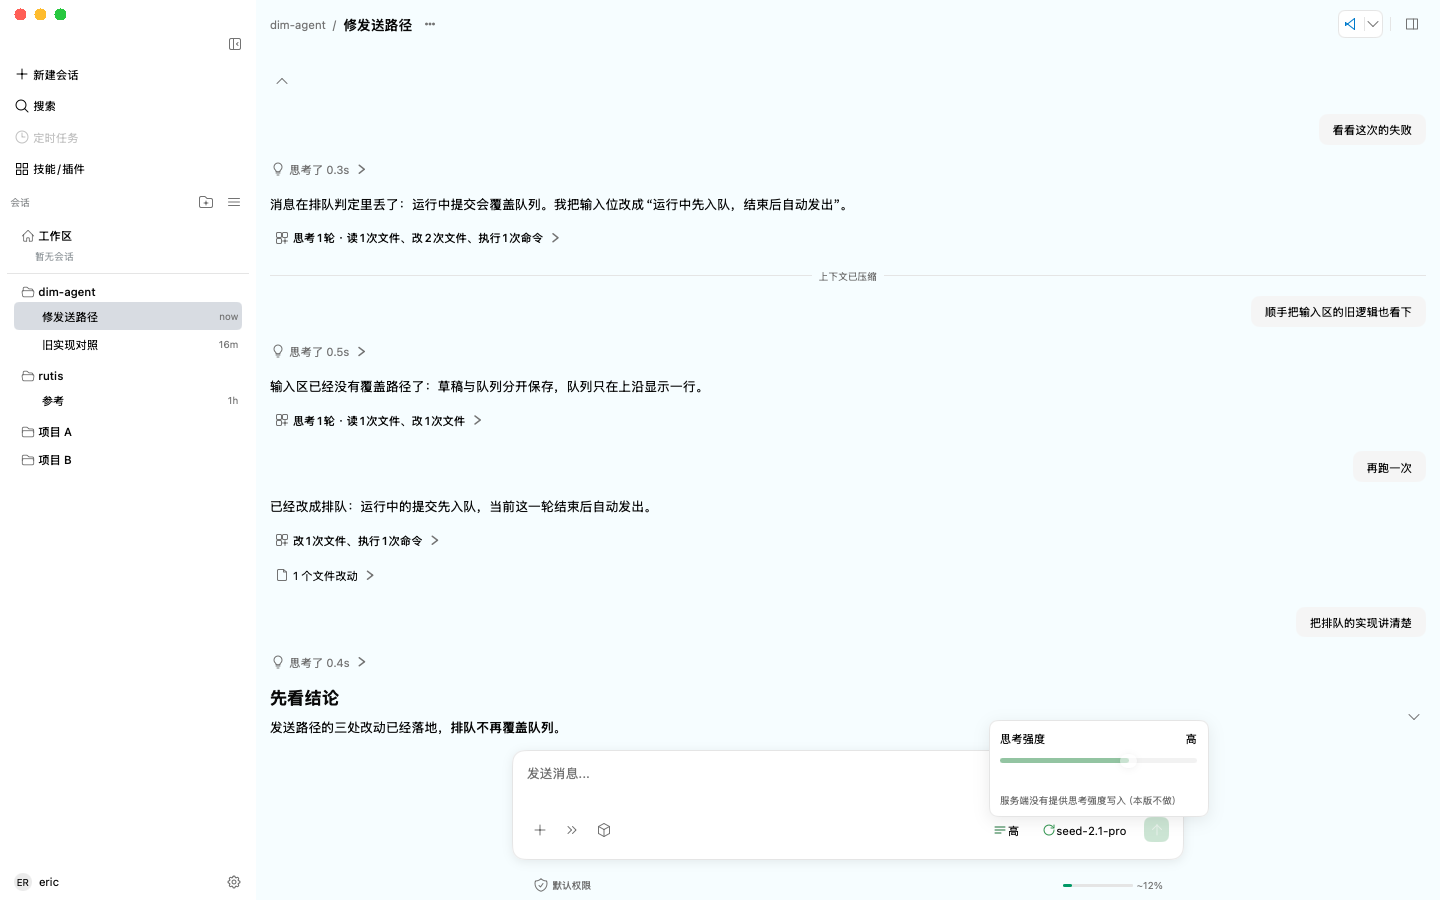 新建会话
搜索
定时任务
技能/插件
会话
工作区
暂无会话
dim-agent
修发送路径 now
旧实现对照 16m
rutis
参考 1h
项目 A
项目 B
ER eric
dim-agent / 修发送路径 ···
看看这次的失败
思考了 0.3s
消息在排队判定里丢了：运行中提交会覆盖队列。我把输入位改成“运行中先入队，结束后自动发出”。
思考1轮 · 读1次文件、改2次文件、执行1次命令
上下文已压缩
顺手把输入区的旧逻辑也看下
思考了 0.5s
输入区已经没有覆盖路径了：草稿与队列分开保存，队列只在上沿显示一行。
思考1轮 · 读1次文件、改1次文件
再跑一次
已经改成排队：运行中的提交先入队，当前这一轮结束后自动发出。
改1次文件、执行1次命令
1个文件改动
把排队的实现讲清楚
思考了 0.4s
先看结论
发送路径的三处改动已经落地，排队不再覆盖队列。
思考强度 高
服务端没有提供思考强度写入（本版不做）
发送消息...
高 seed-2.1-pro
默认权限 ~12%